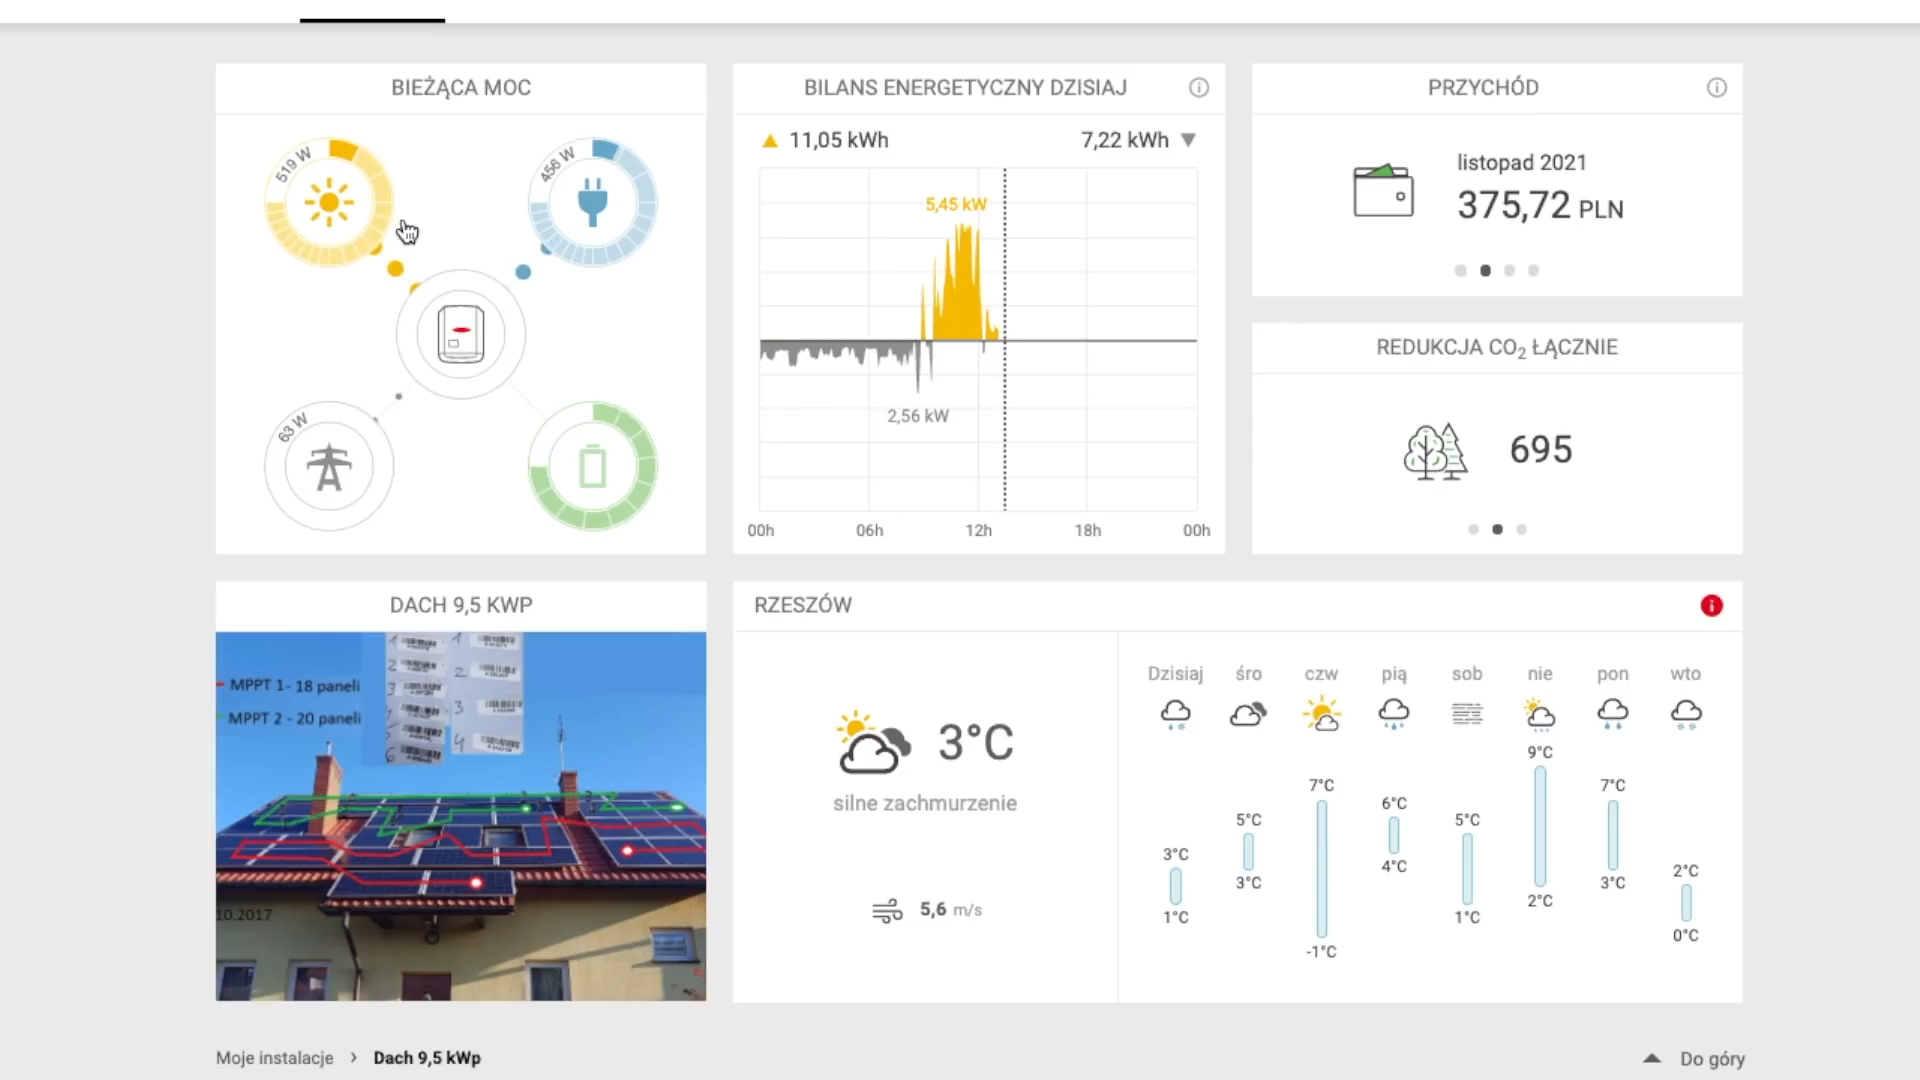 BIEŻĄCA MOC
519 W
456 W
63 W
BILANS ENERGETYCZNY DZISIAJ
11,05 kWh
7,22 kWh
5,45 kW
2,56 kW
00h 06h 12h 18h 00h
PRZYCHÓD
listopad 2021
375,72 PLN
REDUKCJA CO₂ ŁĄCZNIE
695
DACH 9,5 KWP
MPPT 1- 18 paneli
MPPT 2 - 20 paneli
10.2017
RZESZÓW
3°C
silne zachmurzenie
5,6 m/s
Dzisiaj śro czw pią sob nie pon wto
3°C 5°C 7°C 6°C 5°C 9°C 7°C 2°C
1°C 3°C -1°C 4°C 1°C 2°C 3°C 0°C
Moje instalacje › Dach 9,5 kWp
Do góry